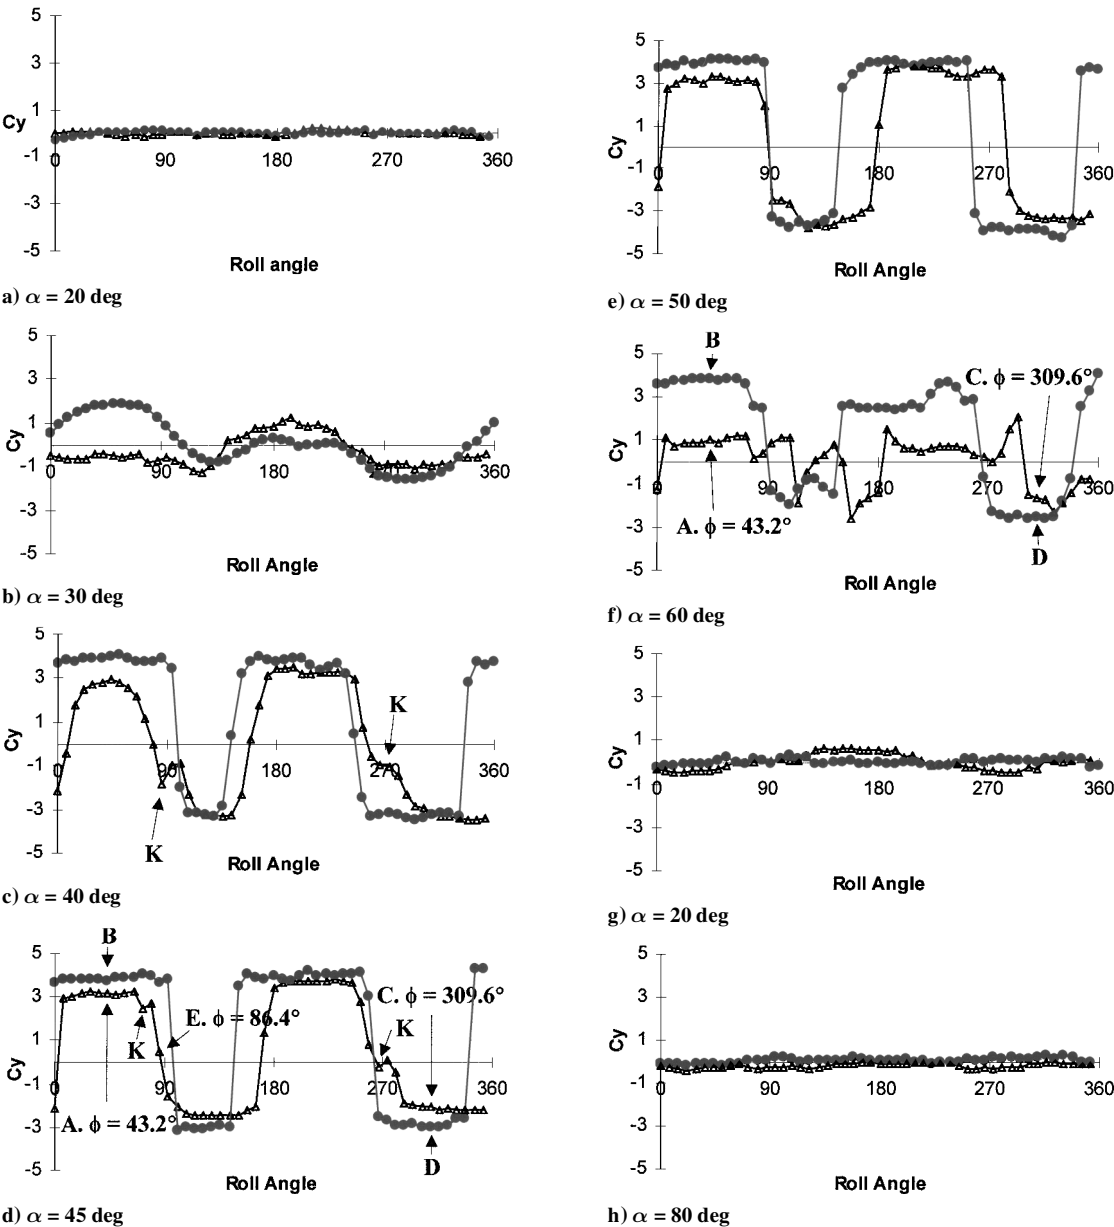 5
3
1
Cy
-1
0 90 180 270 360
-3
-5
Roll angle
a) α = 20 deg
5
3
1
Cy
-1
0 90 180 270 360
-3
-5
Roll Angle
b) α = 30 deg
5
3
K
1
Cy
-1
0 90 180 270 360
-3
K
-5
Roll Angle
c) α = 40 deg
B
5
3
C. ϕ = 309.6°
E. ϕ = 86.4°
K
K
1
Cy
-1
0 90 180 270 360
A. ϕ = 43.2°
-3
D
-5
Roll Angle
d) α = 45 deg
5
3
1
Cy
-1
0 90 180 270 360
-3
-5
Roll Angle
e) α = 50 deg
B
5
C. ϕ = 309.6°
3
1
Cy
-1
0 90 180 270 360
A. ϕ = 43.2°
-3
D
-5
Roll Angle
f) α = 60 deg
5
3
1
Cy
-1
0 90 180 270 360
-3
-5
Roll Angle
g) α = 20 deg
5
3
1
Cy
-1
0 90 180 270 360
-3
-5
Roll Angle
h) α = 80 deg